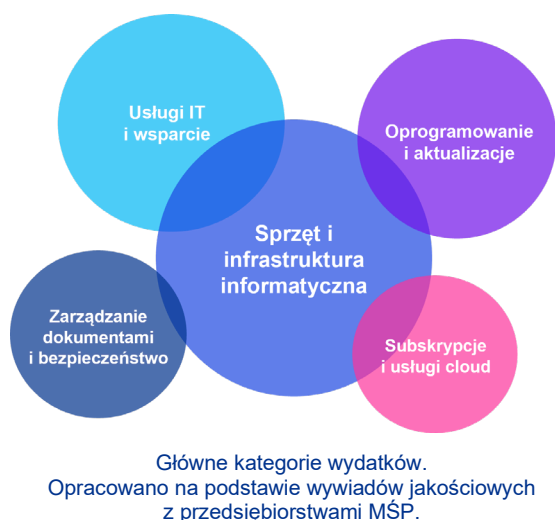 Usługi IT
i wsparcie
Oprogramowanie
i aktualizacje
Sprzęt i
infrastruktura
informatyczna
Zarządzanie
dokumentami
i bezpieczeństwo
Subskrypcje
i usługi cloud
Główne kategorie wydatków.
Opracowano na podstawie wywiadów jakościowych
z przedsiębiorstwami MŚP.